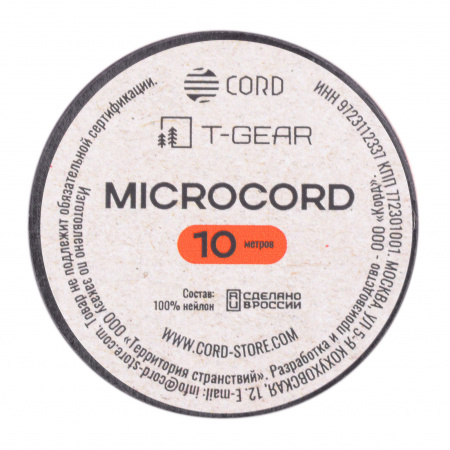 CORD
T-GEAR
MICROCORD
10 метров
Состав:
100% нейлон
СДЕЛАНО
В РОССИИ
WWW.CORD-STORE.COM
Изготовлено по заказу ООО «Территория странствий». Разработка и производство - ООО «Корд».
ИНН 9723112337 КПП 772301001. МОСКВА, УЛ 5-Я КОЖУХОВСКАЯ, 12. E-mail: info@cord-store.com. Товар не подлежит обязательной сертификации.